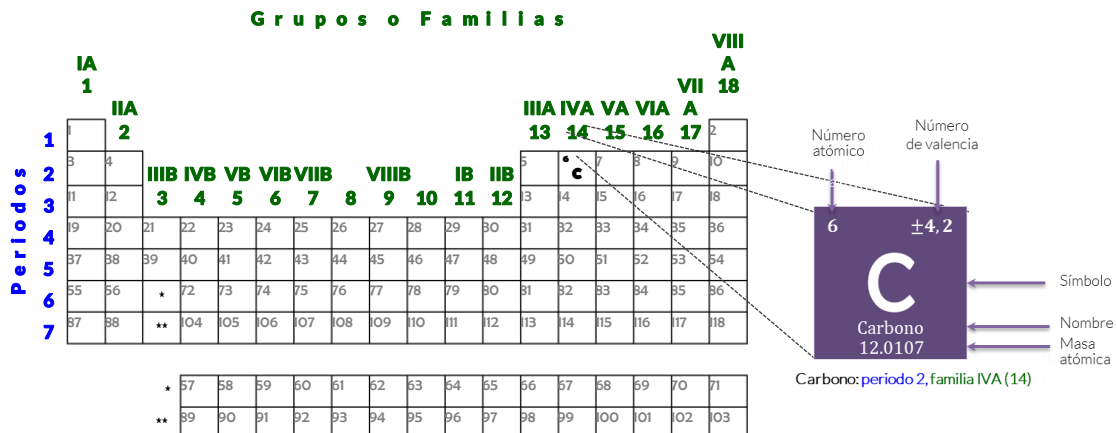 Grupos o Familias
IA
1
IIA
2
IIIB
3
IVB
4
VB
5
VIB
6
VIIB
7
8
VIIIB
9
10
IB
11
IIB
12
IIIA
13
IVA
14
VA
15
VIA
16
VII
A
17
VIII
A
18
Periodos
1 1 2
2 3 4 5 6 C 7 8 9 10
3 11 12 13 14 15 16 17 18
4 19 20 21 22 23 24 25 26 27 28 29 30 31 32 33 34 35 36
5 37 38 39 40 41 42 43 44 45 46 47 48 49 50 51 52 53 54
6 55 56 * 72 73 74 75 76 77 78 79 80 81 82 83 84 85 86
7 87 88 ** 104 105 106 107 108 109 110 111 112 113 114 115 116 117 118
* 57 58 59 60 61 62 63 64 65 66 67 68 69 70 71
** 89 90 91 92 93 94 95 96 97 98 99 100 101 102 103
Número
atómico
Número
de valencia
6 ±4,2
C
Carbono
12.0107
Símbolo
Nombre
Masa
atómica
Carbono: periodo 2, familia IVA (14)